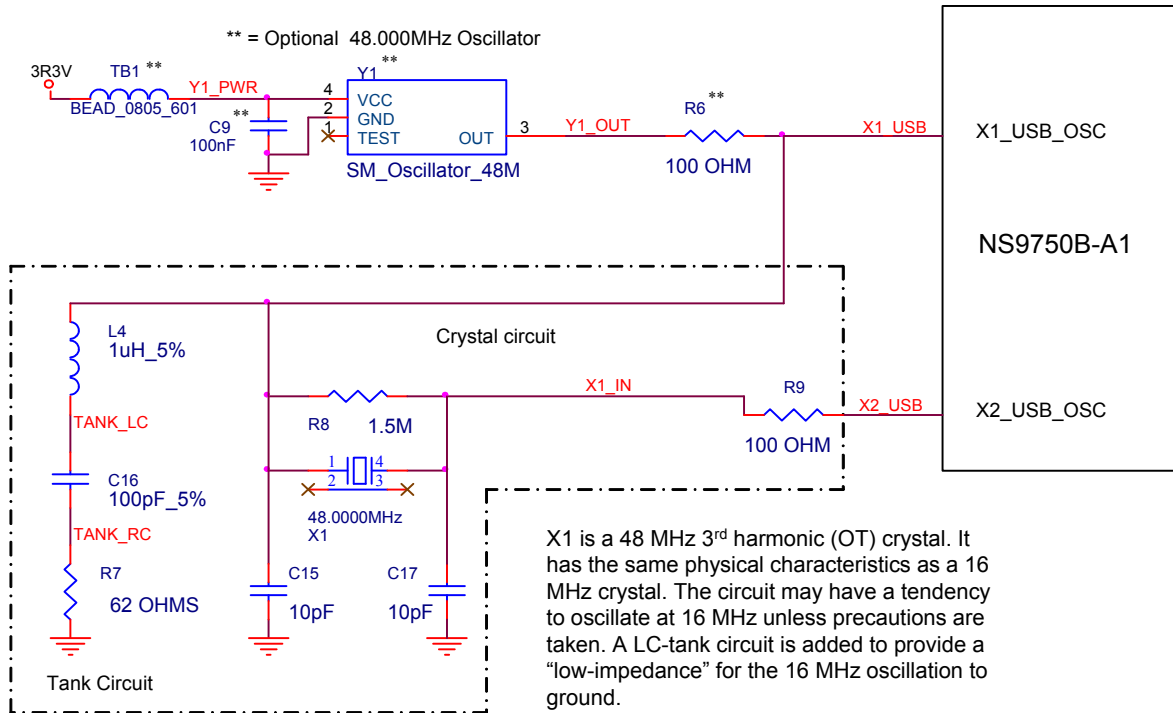 ** = Optional 48.000MHz Oscillator
3R3V
TB1 **
BEAD_0805_601
Y1_PWR
**
C9
100nF
Y1 **
4
2
1
VCC
GND
TEST
OUT
3
SM_Oscillator_48M
Y1_OUT
R6 **
100 OHM
X1_USB
X1_USB_OSC
NS9750B-A1
X2_USB_OSC
X2_USB
Crystal circuit
L4
1uH_5%
TANK_LC
C16
100pF_5%
TANK_RC
R7
62 OHMS
R8
1.5M
X1_IN
R9
100 OHM
1
4
2
3
48.0000MHz
X1
C15
10pF
C17
10pF
Tank Circuit
X1 is a 48 MHz 3rd harmonic (OT) crystal. It
has the same physical characteristics as a 16
MHz crystal. The circuit may have a tendency
to oscillate at 16 MHz unless precautions are
taken. A LC-tank circuit is added to provide a
“low-impedance” for the 16 MHz oscillation to
ground.